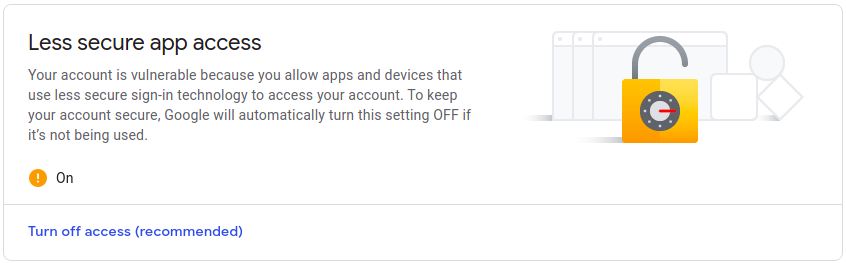 Less secure app access
Your account is vulnerable because you allow apps and devices that
use less secure sign-in technology to access your account. To keep
your account secure, Google will automatically turn this setting OFF if
it’s not being used.
On
Turn off access (recommended)